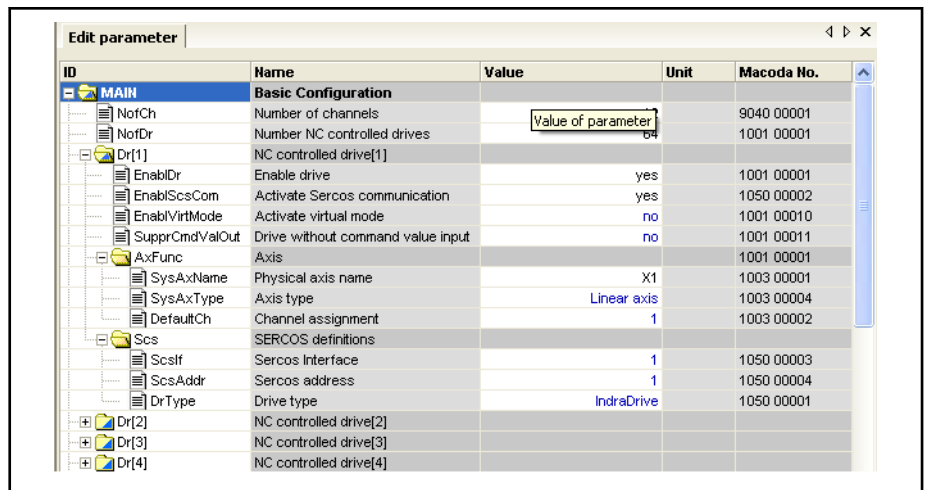 Edit parameter
ID Name Value Unit Macoda No.
MAIN Basic Configuration
NofCh Number of channels 9040 00001
Value of parameter
NofDr Number NC controlled drives 64 1001 00001
Dr[1] NC controlled drive[1]
EnablDr Enable drive yes 1001 00001
EnablScsCom Activate Sercos communication yes 1050 00002
EnablVirtMode Activate virtual mode no 1001 00010
SupprCmdValOut Drive without command value input no 1001 00011
AxFunc Axis 1001 00001
SysAxName Physical axis name X1 1003 00001
SysAxType Axis type Linear axis 1003 00004
DefaultCh Channel assignment 1 1003 00002
Scs SERCOS definitions
ScsIf Sercos Interface 1 1050 00003
ScsAddr Sercos address 1 1050 00004
DrType Drive type IndraDrive 1050 00001
Dr[2] NC controlled drive[2]
Dr[3] NC controlled drive[3]
Dr[4] NC controlled drive[4]